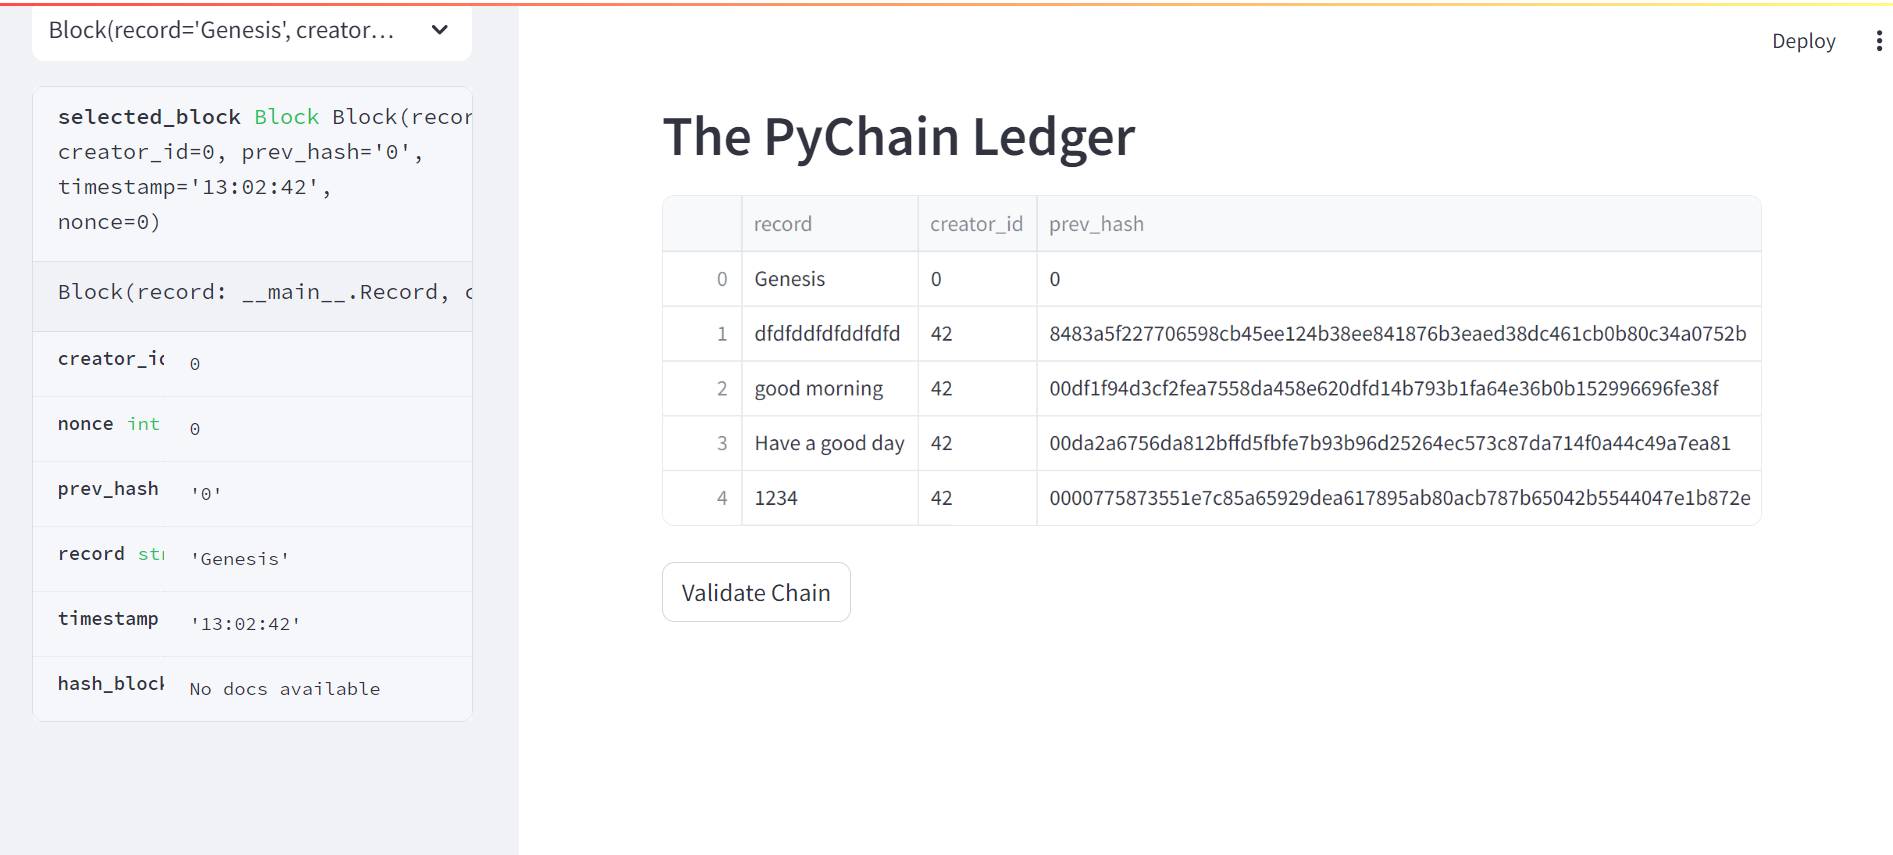 Block(record='Genesis', creator...
selected_block Block Block(recor
creator_id=0, prev_hash='0',
timestamp='13:02:42',
nonce=0)
Block(record: __main__.Record, c
creator_id 0
nonce int 0
prev_hash '0'
record str 'Genesis'
timestamp '13:02:42'
hash_block No docs available
Deploy
The PyChain Ledger
record creator_id prev_hash
0 Genesis 0 0
1 dfdfddfdfddfdfd 42 8483a5f227706598cb45ee124b38ee841876b3eaed38dc461cb0b80c34a0752b
2 good morning 42 00df1f94d3cf2fea7558da458e620dfd14b793b1fa64e36b0b152996696fe38f
3 Have a good day 42 00da2a6756da812bffd5fbfe7b93b96d25264ec573c87da714f0a44c49a7ea81
4 1234 42 0000775873551e7c85a65929dea617895ab80acb787b65042b5544047e1b872e
Validate Chain